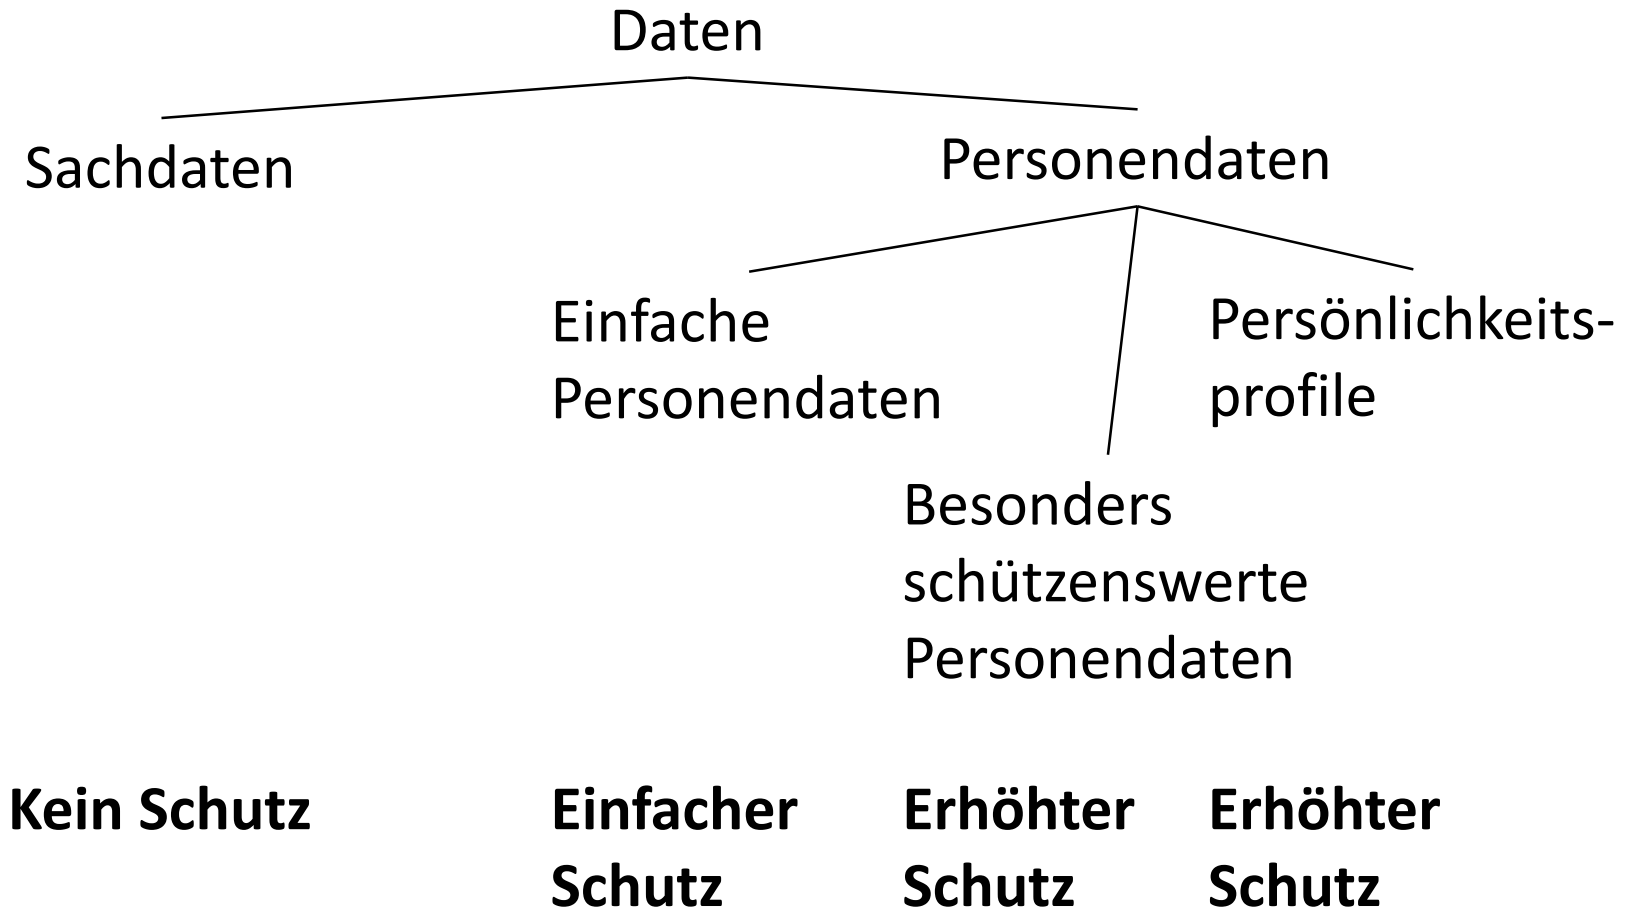 Daten
Sachdaten
Personendaten
Einfache
Personendaten
Persönlichkeits-
profile
Besonders
schützenswerte
Personendaten
Kein Schutz
Einfacher
Schutz
Erhöhter
Schutz
Erhöhter
Schutz